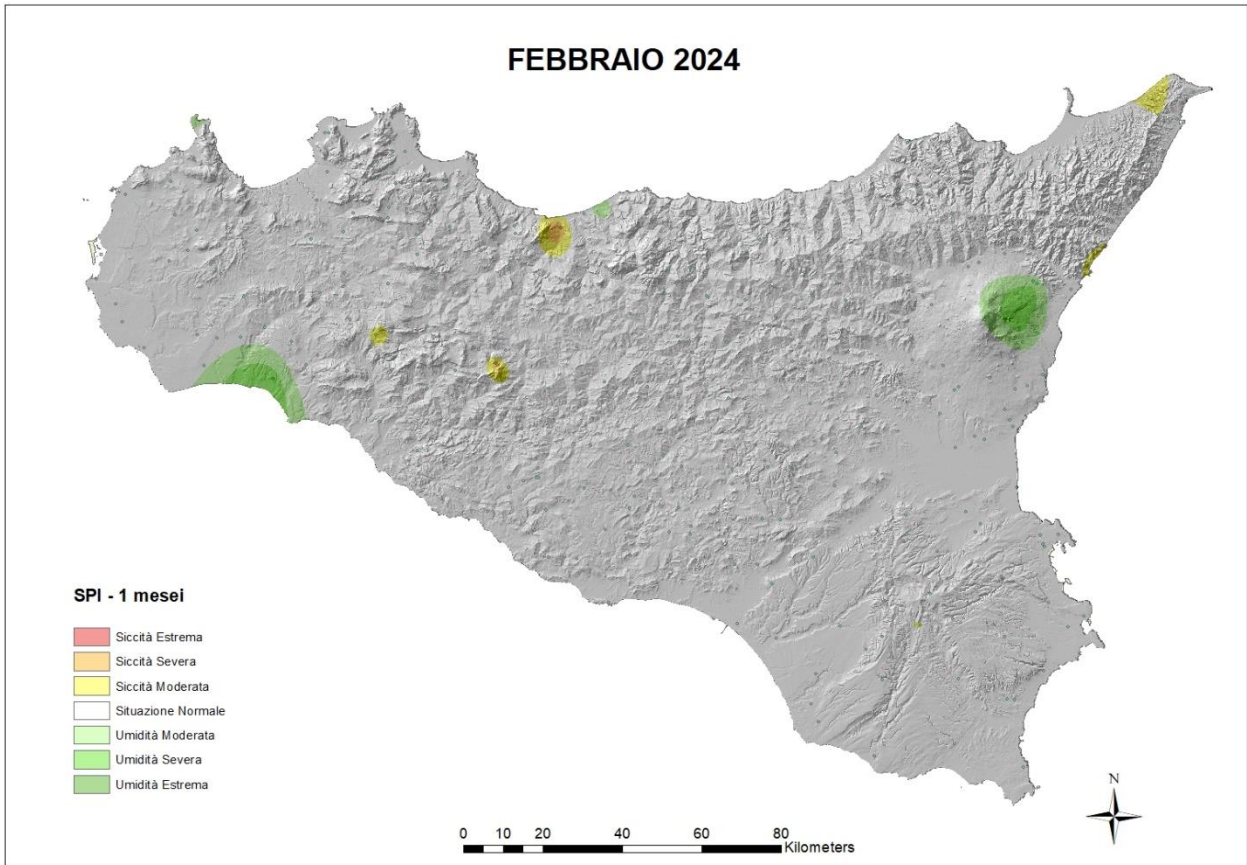 FEBBRAIO 2024
SPI - 1 mesei
Siccità Estrema
Siccità Severa
Siccità Moderata
Situazione Normale
Umidità Moderata
Umidità Severa
Umidità Estrema
N
0 10 20 40 60 80
Kilometers